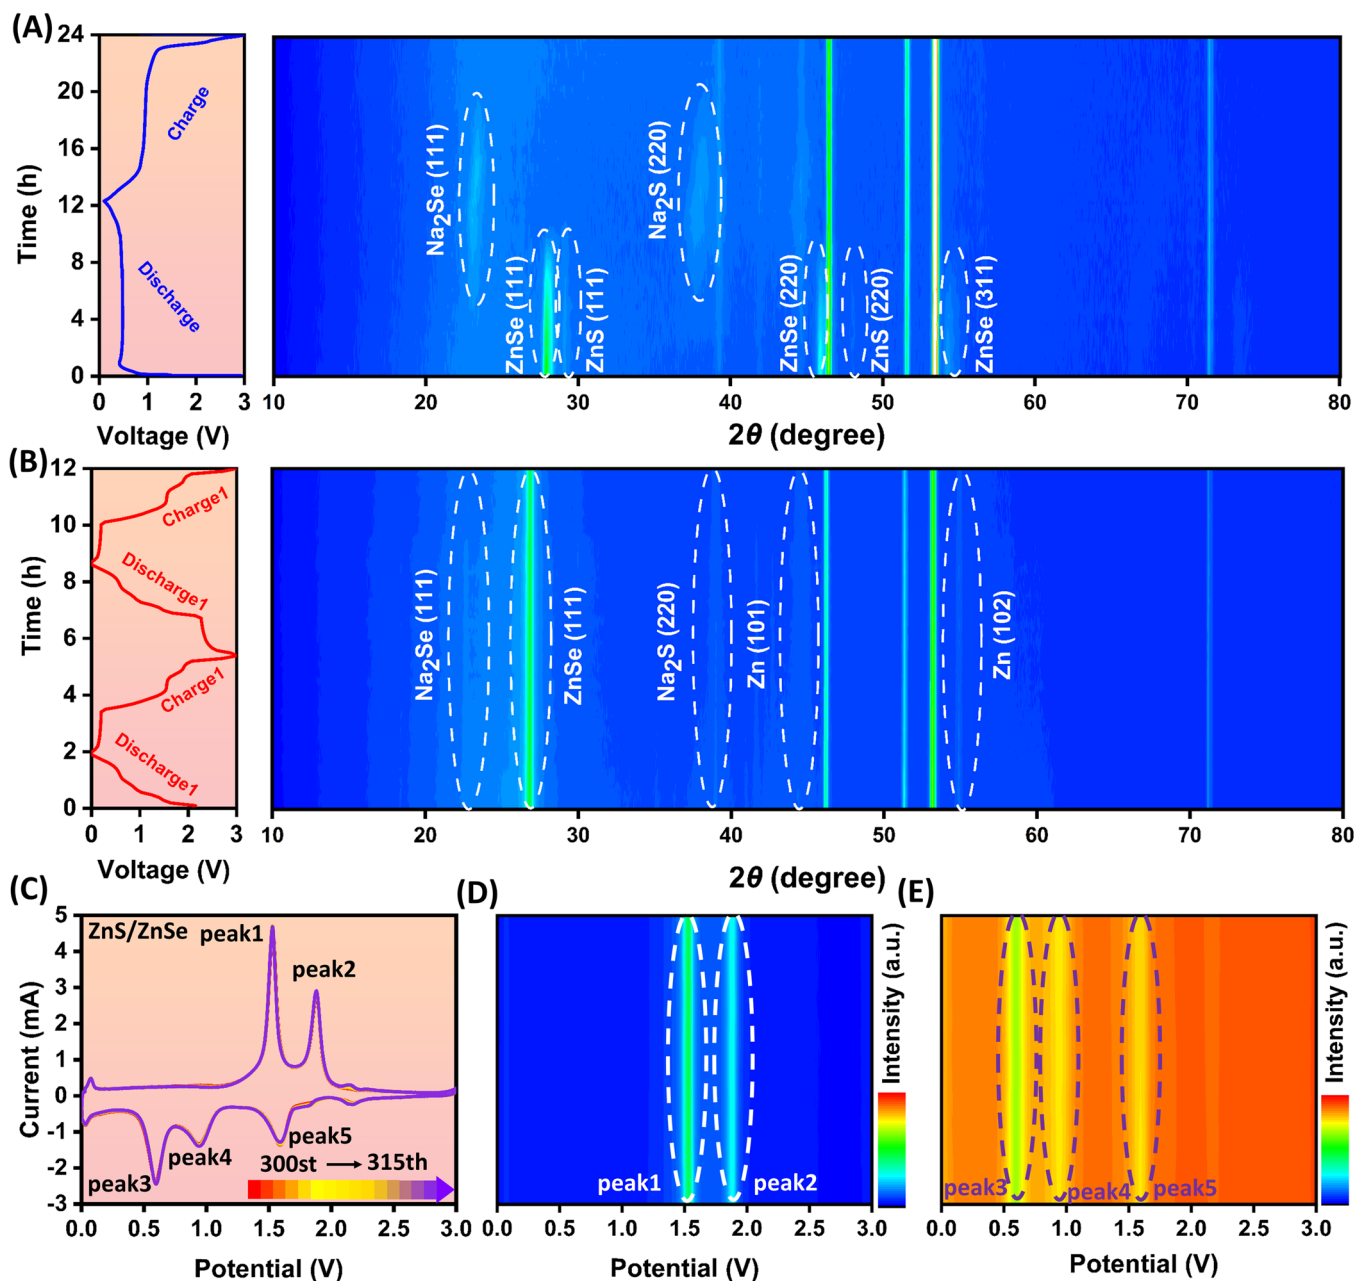 (A)
24
20
16
12
8
4
0
Time (h)
Charge
Discharge
0 1 2 3
Voltage (V)
Na2Se (111)
ZnSe (111)
ZnS (111)
Na2S (220)
ZnSe (220)
ZnS (220)
ZnSe (311)
10 20 30 40 50 60 70 80
2θ (degree)
(B)
12
10
8
6
4
2
0
Time (h)
Charge1
Discharge1
Charge1
Discharge1
0 1 2 3
Voltage (V)
Na2Se (111)
ZnSe (111)
Na2S (220)
Zn (101)
Zn (102)
10 20 30 40 50 60 70 80
2θ (degree)
(C)
5
4
3
2
1
0
-1
-2
-3
Current (mA)
ZnS/ZnSe
peak1
peak2
peak3
peak4
peak5
300st → 315th
0.0 0.5 1.0 1.5 2.0 2.5 3.0
Potential (V)
(D)
peak1
peak2
0.0 0.5 1.0 1.5 2.0 2.5 3.0
Potential (V)
Intensity (a.u.)
(E)
peak3
peak4
peak5
0.0 0.5 1.0 1.5 2.0 2.5 3.0
Potential (V)
Intensity (a.u.)